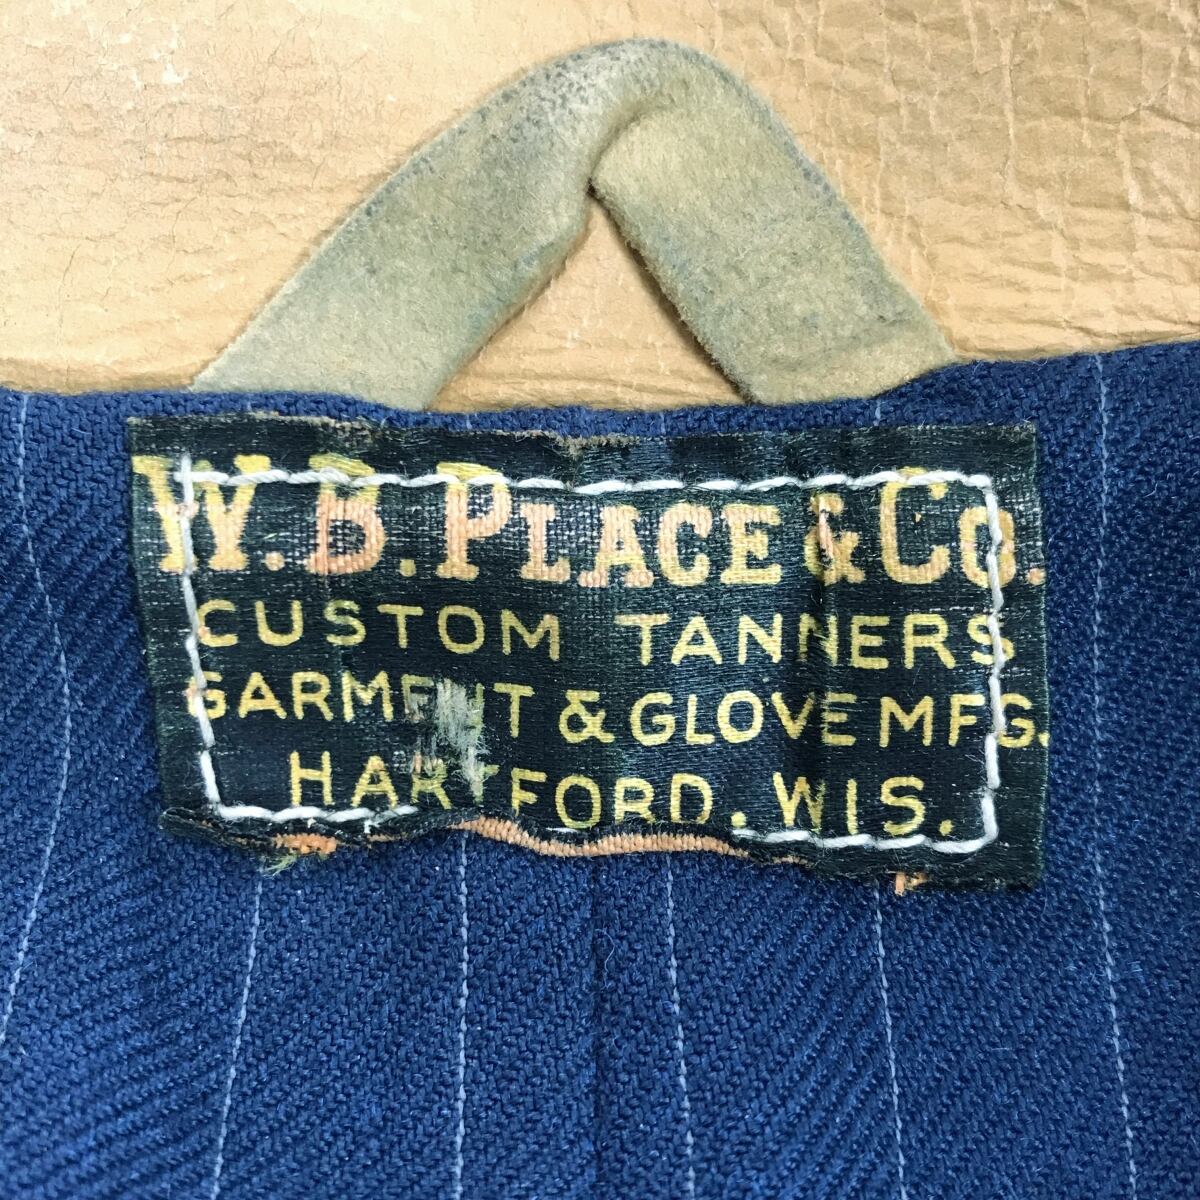 W. B. PLACE & CO.
CUSTOM TANNERS
GARMENT & GLOVE MFG.
HARTFORD. WIS.